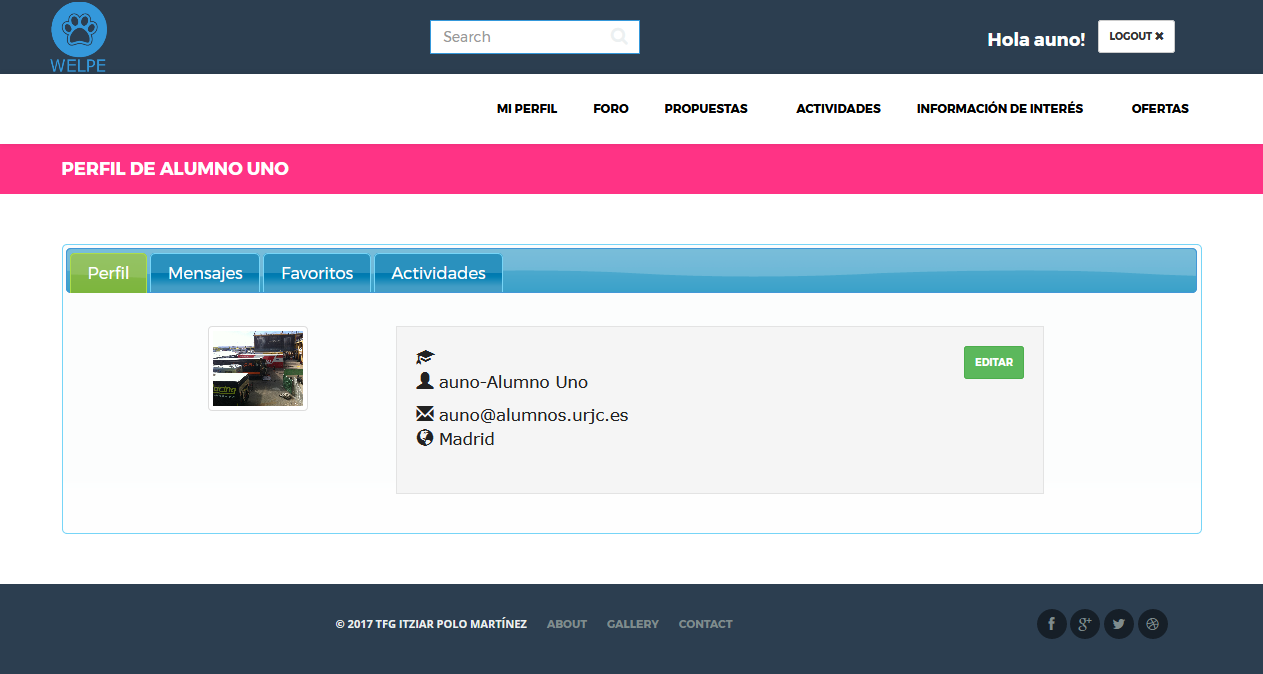 WELPE
Search
Hola auno!
LOGOUT ✖
MI PERFIL FORO PROPUESTAS ACTIVIDADES INFORMACIÓN DE INTERÉS OFERTAS
PERFIL DE ALUMNO UNO
Perfil Mensajes Favoritos Actividades
EDITAR
auno-Alumno Uno
auno@alumnos.urjc.es
Madrid
© 2017 TFG ITZIAR POLO MARTÍNEZ ABOUT GALLERY CONTACT